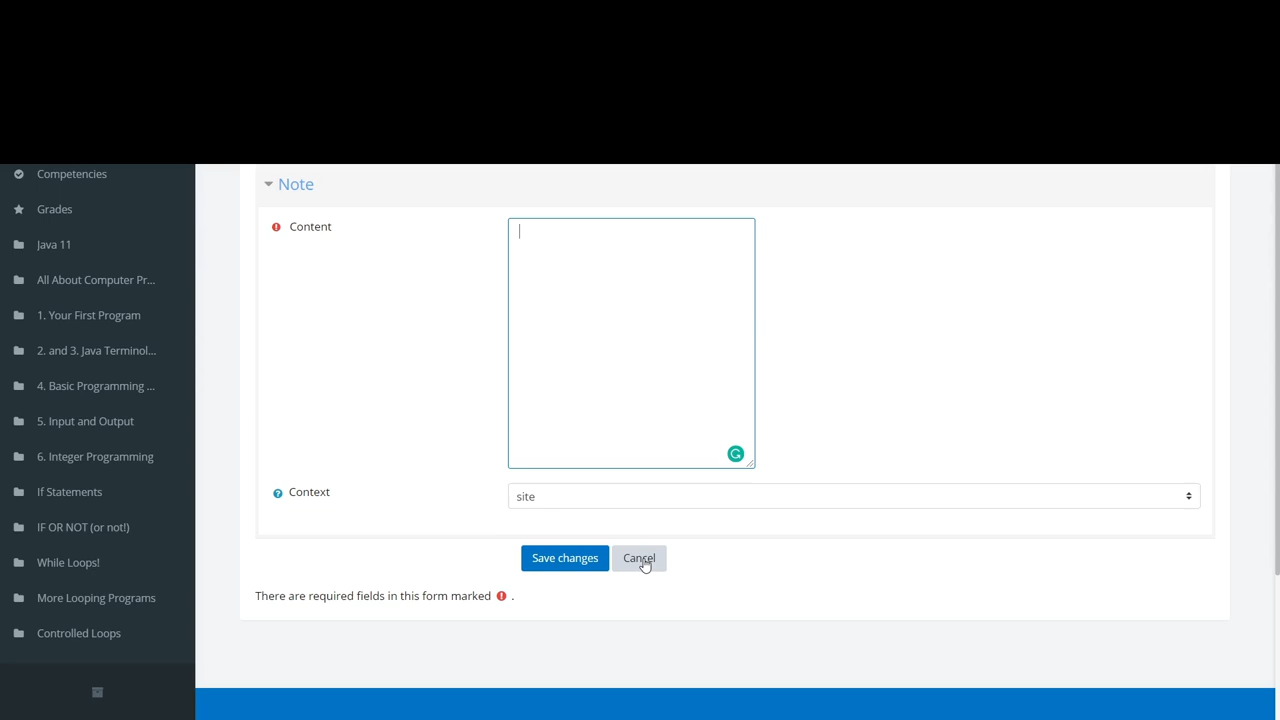 Competencies
Grades
Java 11
All About Computer Pr...
1. Your First Program
2. and 3. Java Terminol...
4. Basic Programming ...
5. Input and Output
6. Integer Programming
If Statements
IF OR NOT (or not!)
While Loops!
More Looping Programs
Controlled Loops
Note
Content
Context
site
Save changes
Cancel
There are required fields in this form marked .